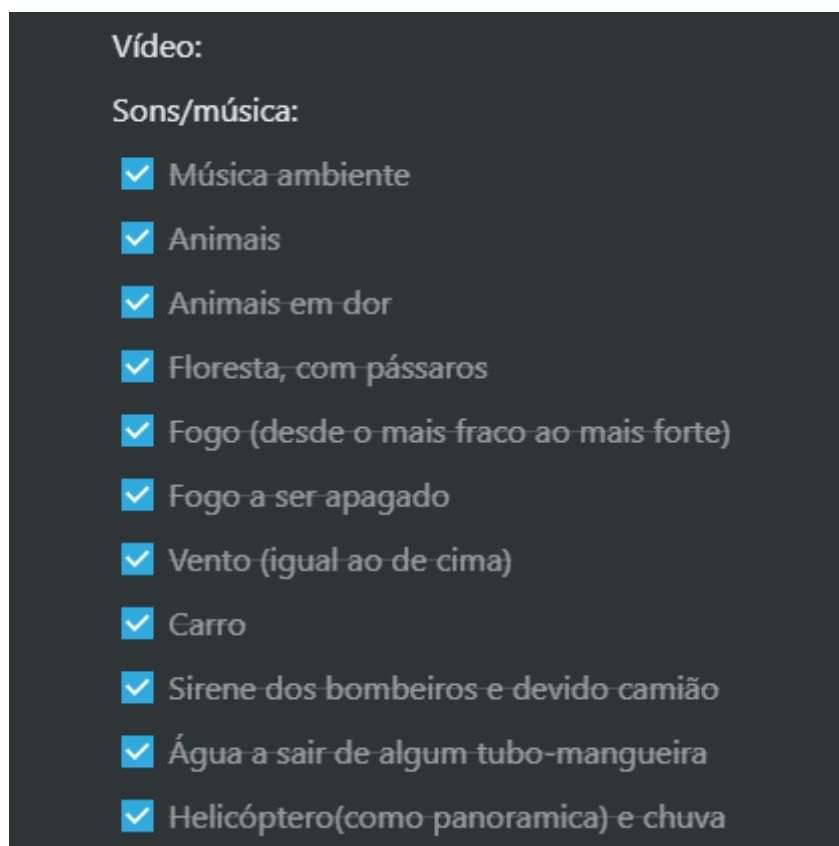 Vídeo:
Sons/música:
Música ambiente
Animais
Animais em dor
Floresta, com pássaros
Fogo (desde o mais fraco ao mais forte)
Fogo a ser apagado
Vento (igual ao de cima)
Carro
Sirene dos bombeiros e devido camião
Água a sair de algum tubo-mangueira
Helicóptero(como panoramica) e chuva